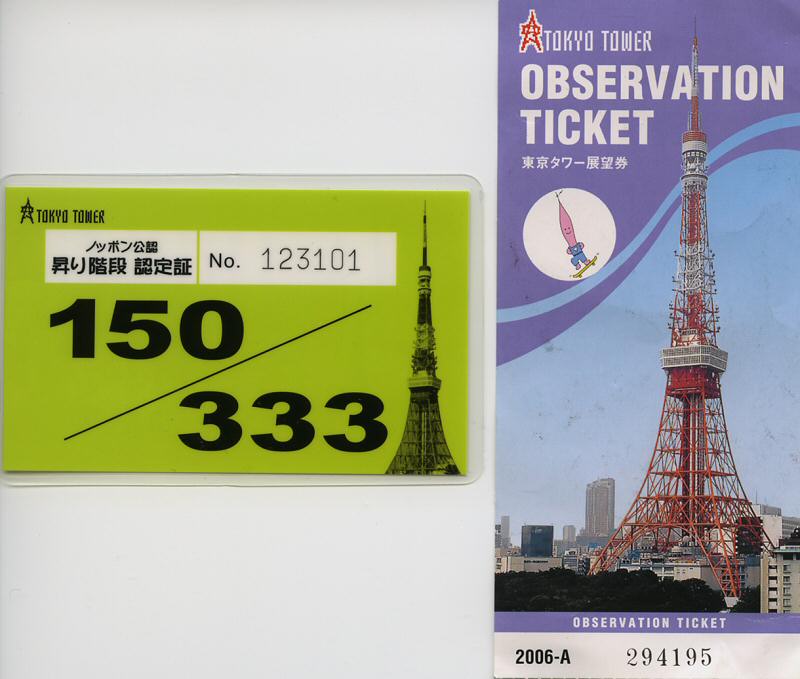 TOKYO TOWER
ノッポン公認
昇り階段 認定証
No. 123101
150
333
TOKYO TOWER
OBSERVATION
TICKET
東京タワー展望券
OBSERVATION TICKET
2006-A 294195